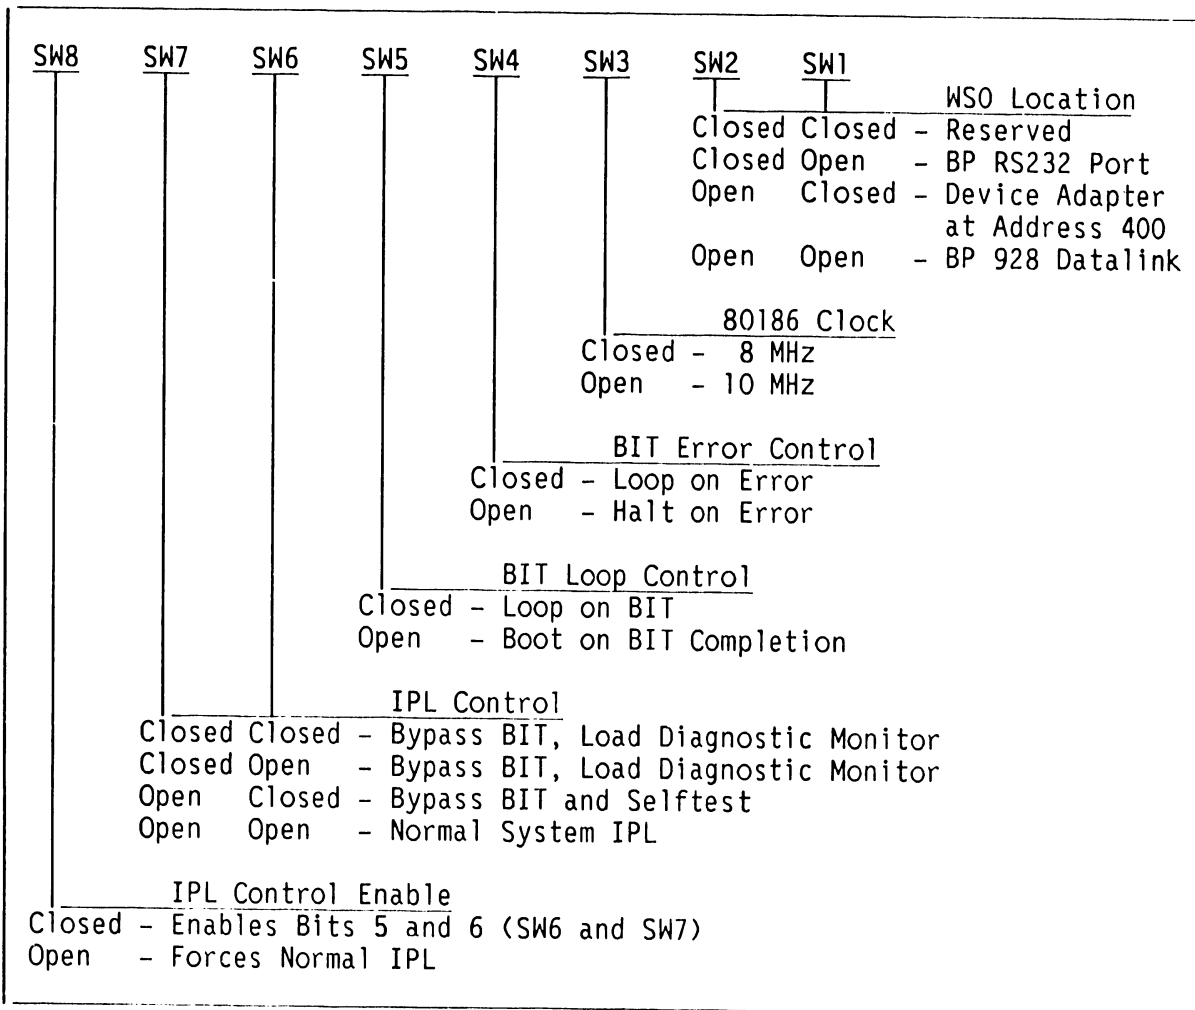 SW8 SW7 SW6 SW5 SW4 SW3 SW2 SW1
WSO Location
Closed Closed - Reserved
Closed Open - BP RS232 Port
Open Closed - Device Adapter
at Address 400
Open Open - BP 928 Datalink
80186 Clock
Closed - 8 MHz
Open - 10 MHz
BIT Error Control
Closed - Loop on Error
Open - Halt on Error
BIT Loop Control
Closed - Loop on BIT
Open - Boot on BIT Completion
IPL Control
Closed Closed - Bypass BIT, Load Diagnostic Monitor
Closed Open - Bypass BIT, Load Diagnostic Monitor
Open Closed - Bypass BIT and Selftest
Open Open - Normal System IPL
IPL Control Enable
Closed - Enables Bits 5 and 6 (SW6 and SW7)
Open - Forces Normal IPL